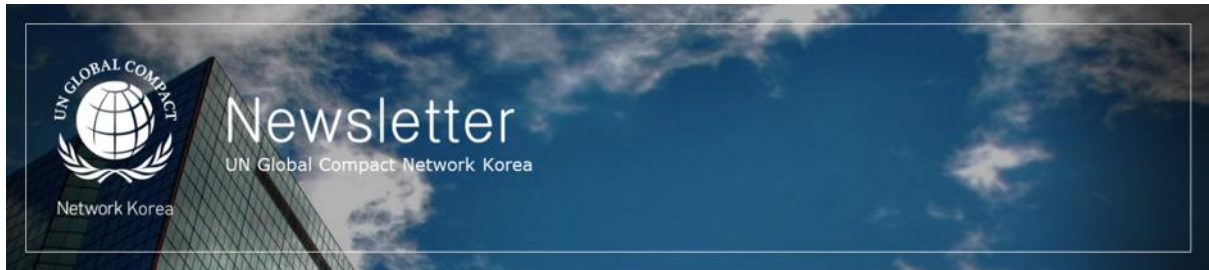 UN GLOBAL COMPACT
Network Korea
Newsletter
UN Global Compact Network Korea